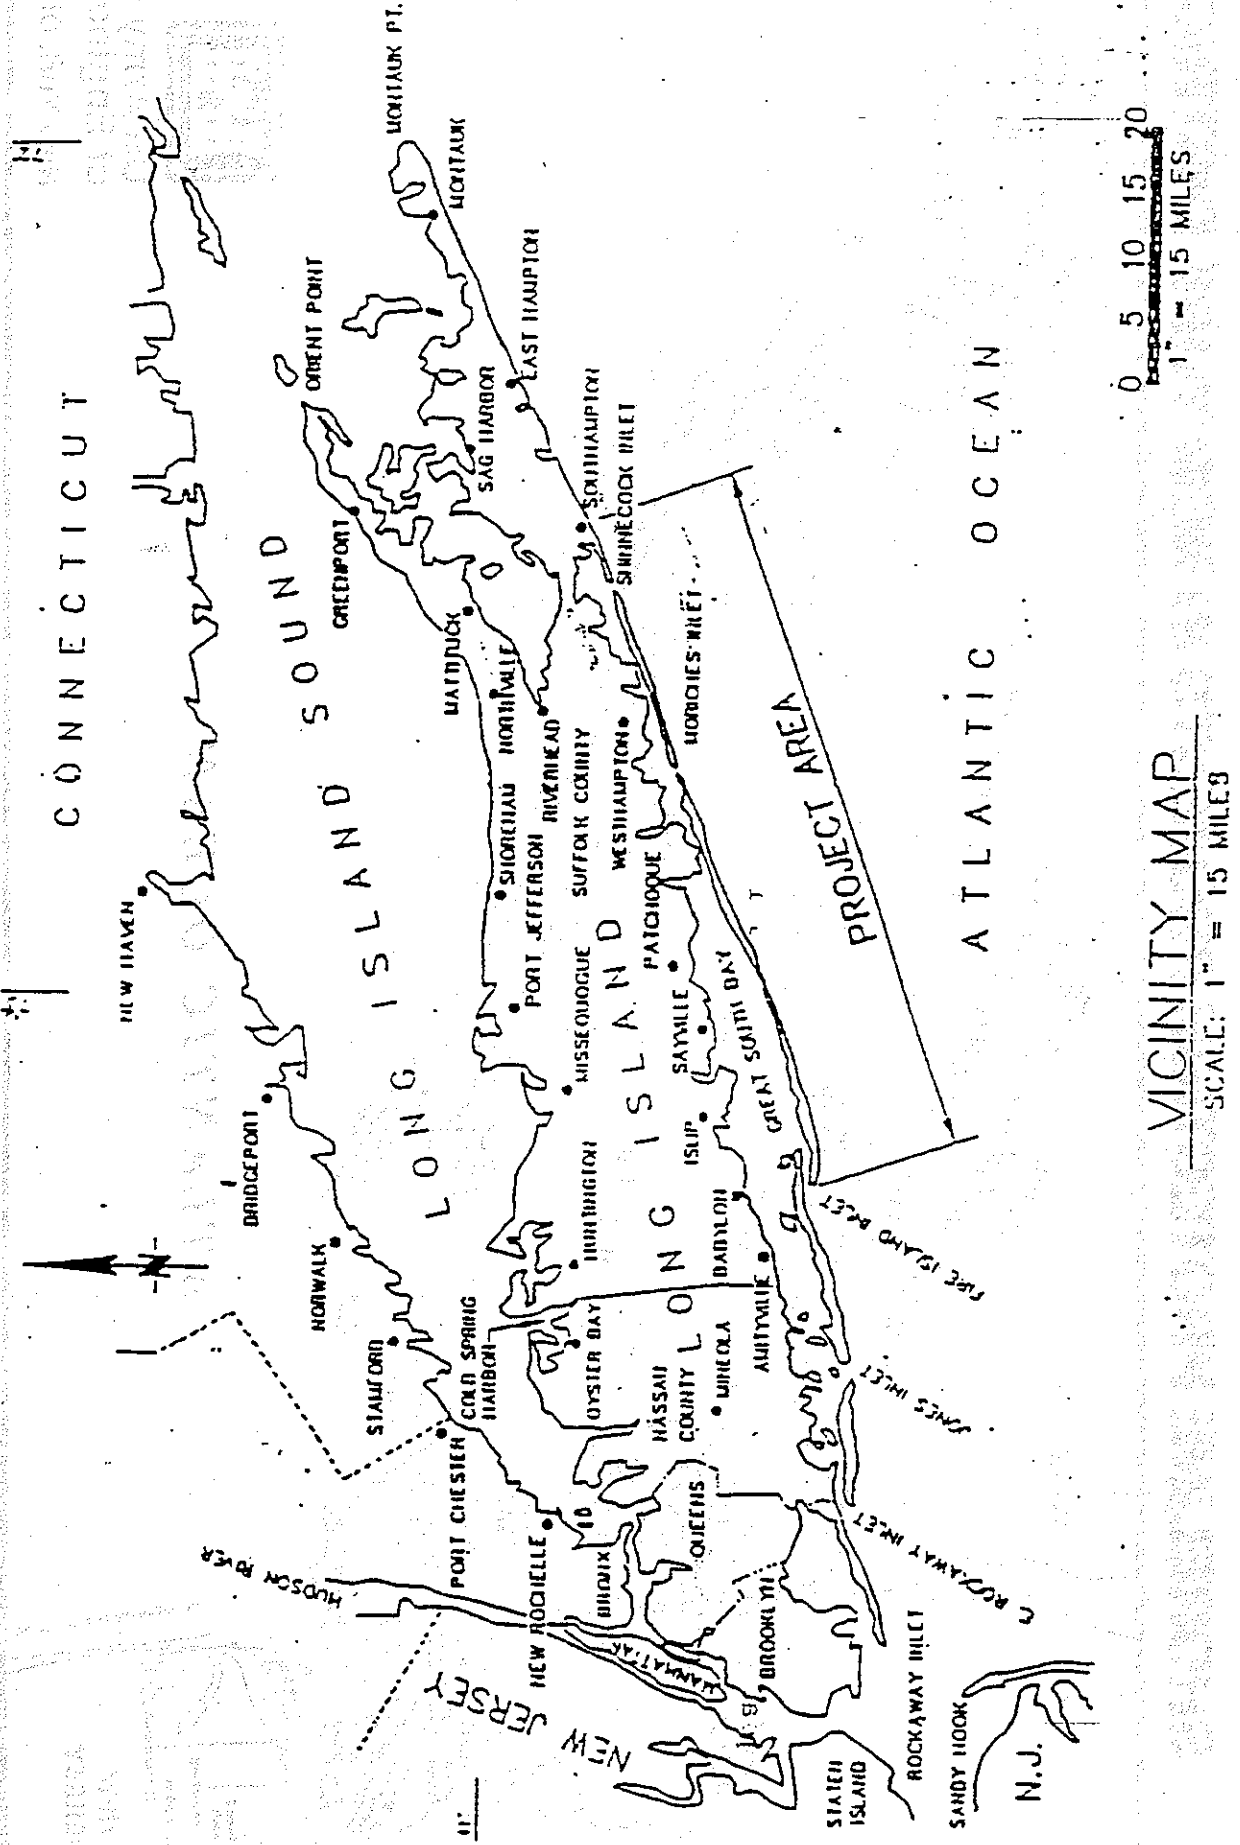 CONNECTICUT
NEW HAVEN
BRIDGEPORT
NORWALK
STAMFORD
N
LONG ISLAND SOUND
ORIENT POINT
GREENPORT
MONTAUK PT.
MONTAUK
EAST HAMPTON
SAG HARBOR
SOUTHAMPTON
SHINNECOCK INLET
MATTITUCK
NORTHVILLE
RIVERHEAD
SHOREHAM
PORT JEFFERSON
SUFFOLK COUNTY
WESTHAMPTON
MORICHES INLET
MISSEQUOGUE
PATCHOGUE
SAYVILLE
LONG ISLAND
ISLIP
GREAT SOUTH BAY
HUNTINGTON
BABYLON
COLD SPRING
HARBOR
OYSTER BAY
AMITYVILLE
MINEOLA
NASSAU
COUNTY
PORT CHESTER
NEW ROCHELLE
HUDSON RIVER
BRONX
QUEENS
MANHATTAN
BROOKLYN
NEW JERSEY
STATEN
ISLAND
ROCKAWAY INLET
SANDY HOOK
N.J.
FIRE ISLAND INLET
JONES INLET
ROCKAWAY INLET
PROJECT AREA
ATLANTIC OCEAN
0 5 10 15 20
1" = 15 MILES
VICINITY MAP
SCALE: 1" = 15 MILES